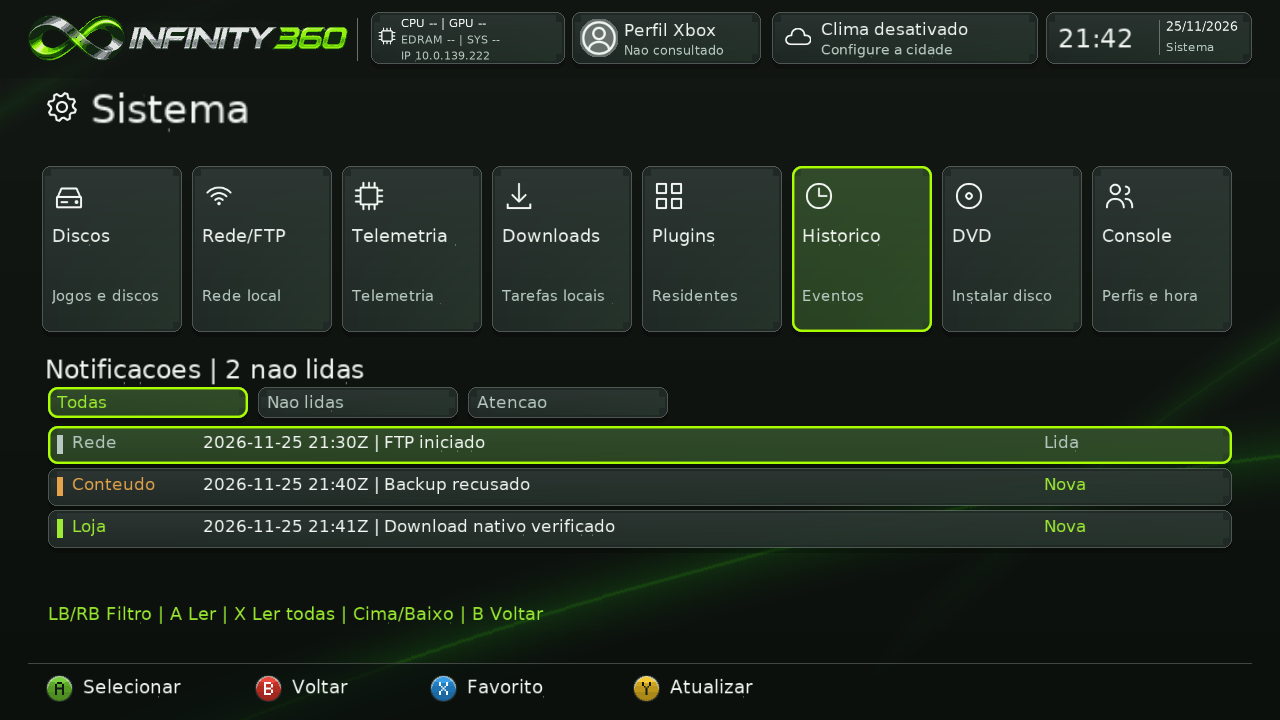 INFINITY 360
CPU -- | GPU --
EDRAM -- | SYS --
IP 10.0.139.222
Perfil Xbox
Nao consultado
Clima desativado
Configure a cidade
21:42
25/11/2026
Sistema
Sistema
Discos
Rede/FTP
Telemetria
Downloads
Plugins
Historico
DVD
Console
Jogos e discos
Rede local
Telemetria
Tarefas locais
Residentes
Eventos
Instalar disco
Perfis e hora
Notificacoes | 2 nao lidas
Todas
Nao lidas
Atencao
Rede 2026-11-25 21:30Z | FTP iniciado Lida
Conteudo 2026-11-25 21:40Z | Backup recusado Nova
Loja 2026-11-25 21:41Z | Download nativo verificado Nova
LB/RB Filtro | A Ler | X Ler todas | Cima/Baixo | B Voltar
A Selecionar
B Voltar
X Favorito
Y Atualizar